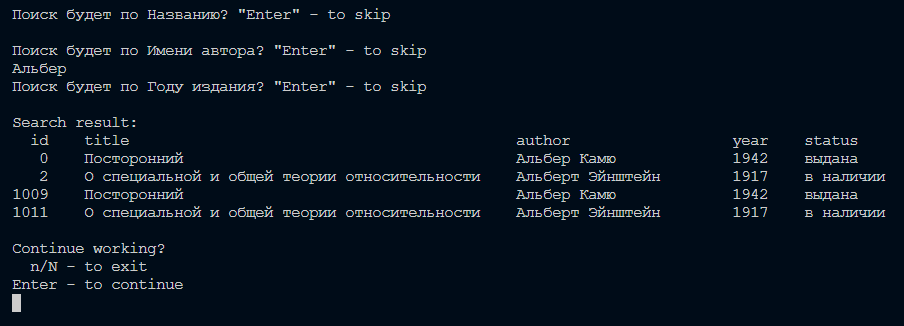 Поиск будет по Названию? "Enter" - to skip
Поиск будет по Имени автора? "Enter" - to skip
Альбер
Поиск будет по Году издания? "Enter" - to skip
Search result:
id title author year status
0 Посторонний Альбер Камю 1942 выдана
2 О специальной и общей теории относительности Альберт Эйнштейн 1917 в наличии
1009 Посторонний Альбер Камю 1942 выдана
1011 О специальной и общей теории относительности Альберт Эйнштейн 1917 в наличии
Continue working?
n/N - to exit
Enter - to continue